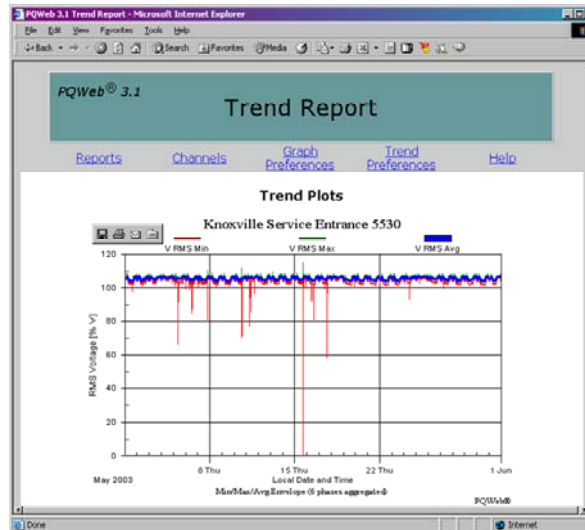 PQWeb 3.1 Trend Report - Microsoft Internet Explorer
File Edit View Favorites Tools Help
Back Search Favorites Media
PQWeb® 3.1
Trend Report
Reports Channels Graph Preferences Trend Preferences Help
Trend Plots
Knoxville Service Entrance 5530
V RMS Min V RMS Max V RMS Avg
RMS Voltage [% V]
120
100
80
60
40
20
0
8 Thu 15 Thu 22 Thu 1 Jun
May 2003 Local Date and Time
Min/Max/Avg Envelope (6 phases aggregated)
PQWeb®
Done Internet